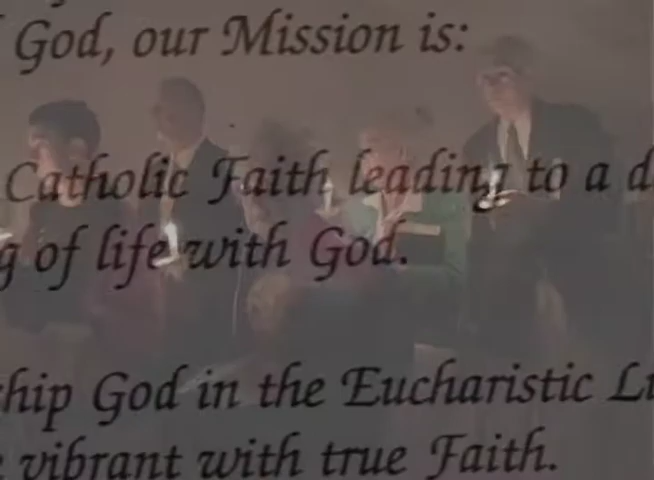 God, our Mission is:
Catholic Faith leading to a
of life with God.
God in the Eucharistic
vibrant with true Faith.